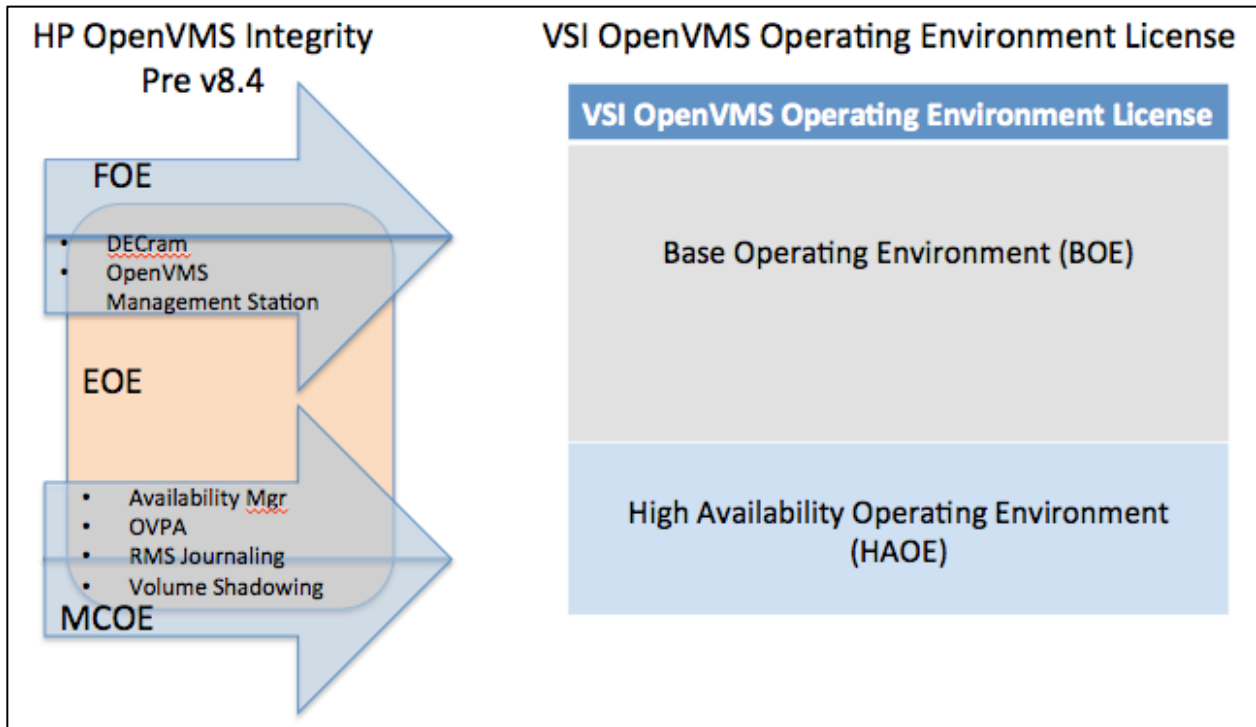 HP OpenVMS Integrity
Pre v8.4
FOE
• DECram
• OpenVMS
Management Station
EOE
• Availability Mgr
• OVPA
• RMS Journaling
• Volume Shadowing
MCOE
VSI OpenVMS Operating Environment License
VSI OpenVMS Operating Environment License
Base Operating Environment (BOE)
High Availability Operating Environment
(HAOE)